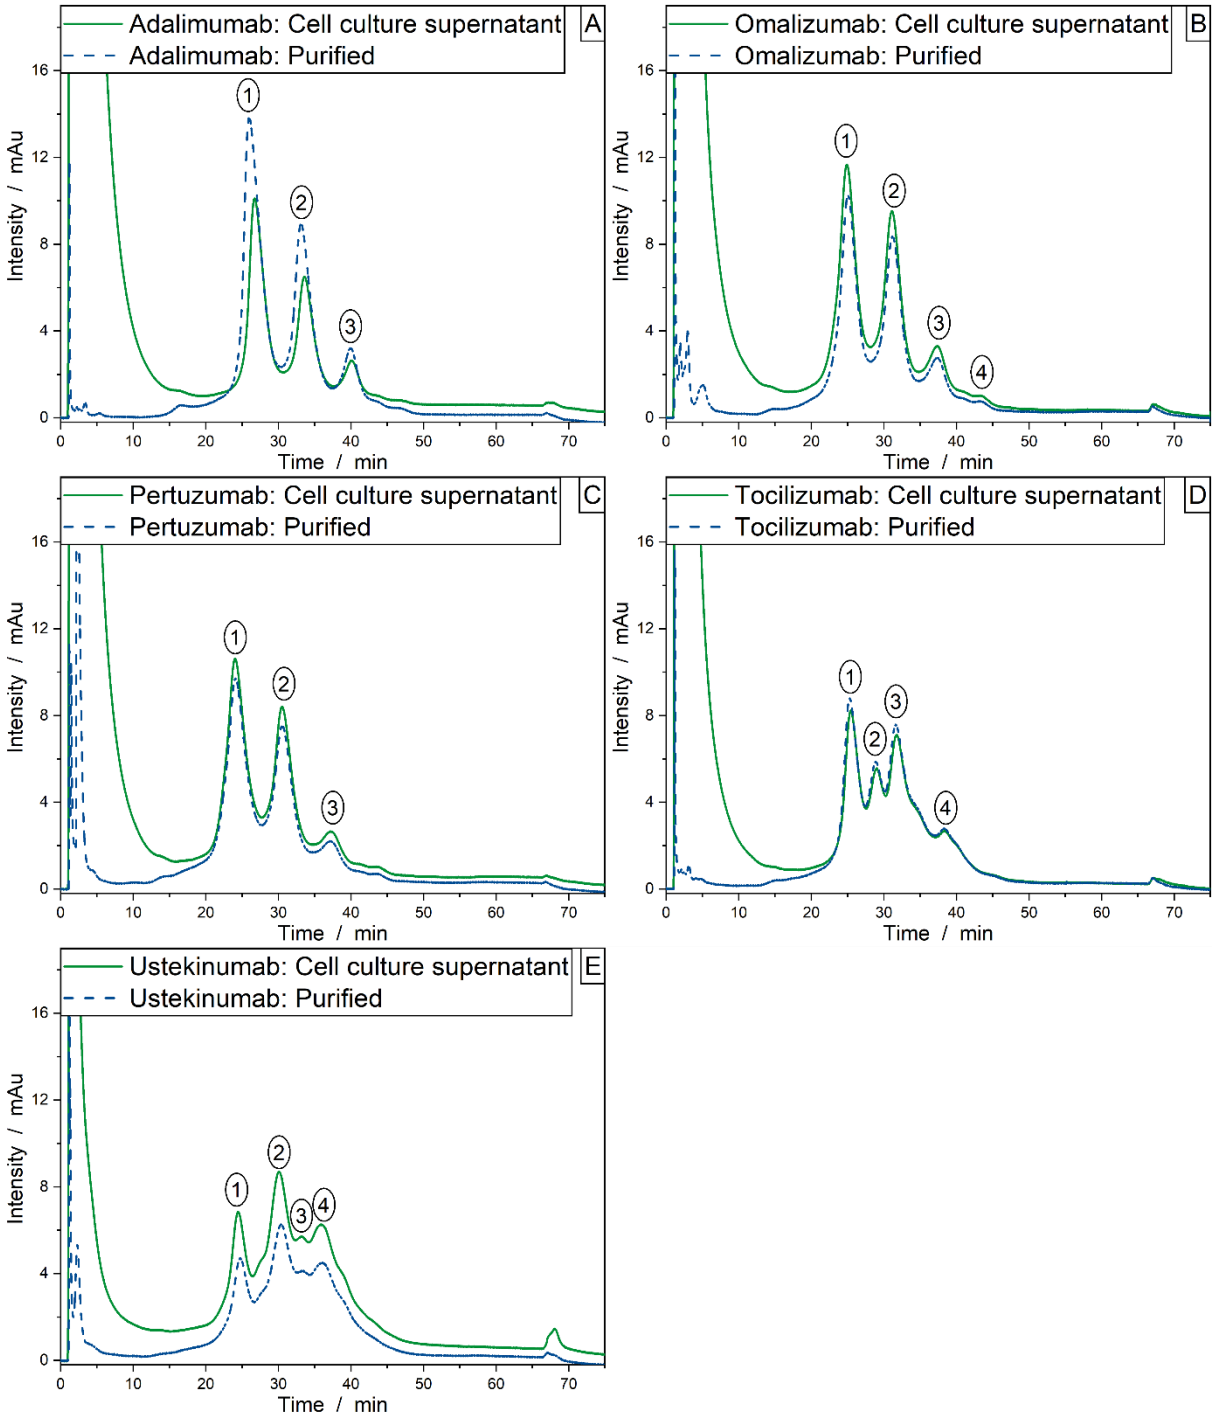 Adalimumab: Cell culture supernatant
Adalimumab: Purified
A
1
2
3
16
12
8
4
0
Intensity / mAu
0 10 20 30 40 50 60 70
Time / min
Omalizumab: Cell culture supernatant
Omalizumab: Purified
B
1
2
3
4
16
12
8
4
0
Intensity / mAu
0 10 20 30 40 50 60 70
Time / min
Pertuzumab: Cell culture supernatant
Pertuzumab: Purified
C
1
2
3
16
12
8
4
0
Intensity / mAu
0 10 20 30 40 50 60 70
Time / min
Tocilizumab: Cell culture supernatant
Tocilizumab: Purified
D
1
2
3
4
16
12
8
4
0
Intensity / mAu
0 10 20 30 40 50 60 70
Time / min
Ustekinumab: Cell culture supernatant
Ustekinumab: Purified
E
1
2
3
4
16
12
8
4
0
Intensity / mAu
0 10 20 30 40 50 60 70
Time / min